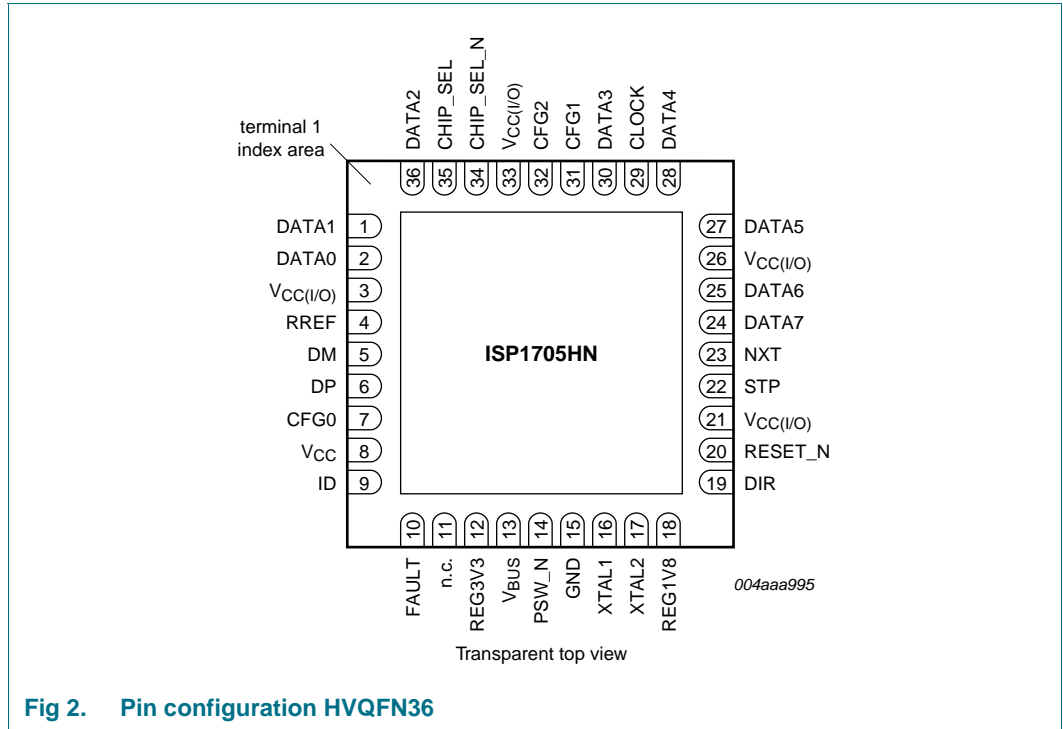 DATA2
CHIP_SEL
CHIP_SEL_N
VCC(I/O)
CFG2
CFG1
DATA3
CLOCK
DATA4
terminal 1
index area
36
35
34
33
32
31
30
29
28
DATA1 1
DATA0 2
VCC(I/O) 3
RREF 4
DM 5
DP 6
CFG0 7
VCC 8
ID 9
ISP1705HN
27 DATA5
26 VCC(I/O)
25 DATA6
24 DATA7
23 NXT
22 STP
21 VCC(I/O)
20 RESET_N
19 DIR
10
11
12
13
14
15
16
17
18
FAULT
n.c.
REG3V3
VBUS
PSW_N
GND
XTAL1
XTAL2
REG1V8
004aaa995
Transparent top view
Fig 2. Pin configuration HVQFN36